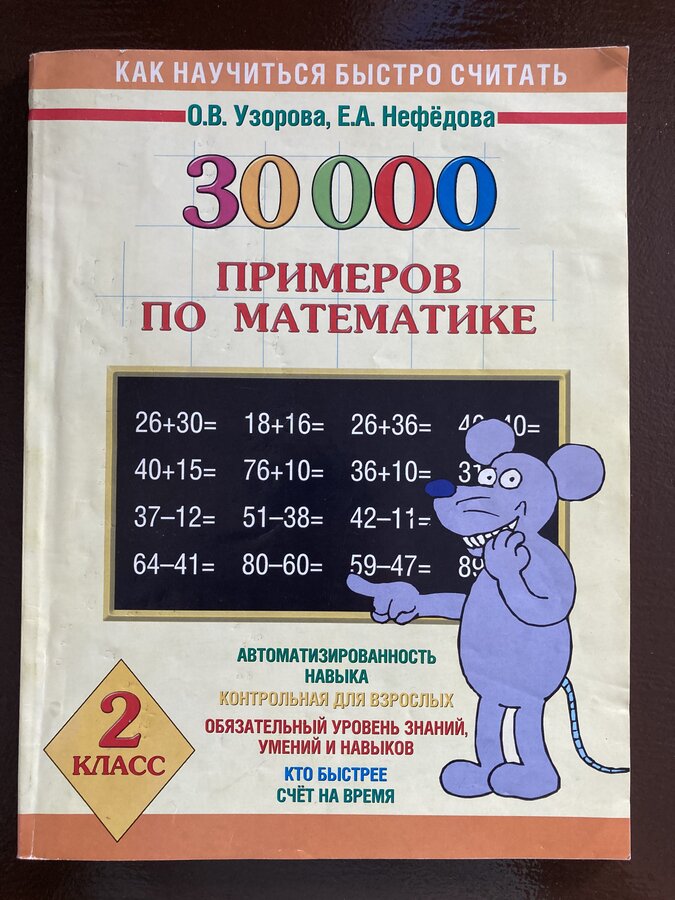 КАК НАУЧИТЬСЯ БЫСТРО СЧИТАТЬ
О.В. Узорова, Е.А. Нефёдова
30 000
ПРИМЕРОВ
ПО МАТЕМАТИКЕ
26+30= 18+16= 26+36=
40+15= 76+10= 36+10=
37–12= 51–38= 42–11=
64–41= 80–60= 59–47=
АВТОМАТИЗИРОВАННОСТЬ
НАВЫКА
КОНТРОЛЬНАЯ ДЛЯ ВЗРОСЛЫХ
ОБЯЗАТЕЛЬНЫЙ УРОВЕНЬ ЗНАНИЙ,
УМЕНИЙ И НАВЫКОВ
КТО БЫСТРЕЕ
СЧЁТ НА ВРЕМЯ
2
КЛАСС